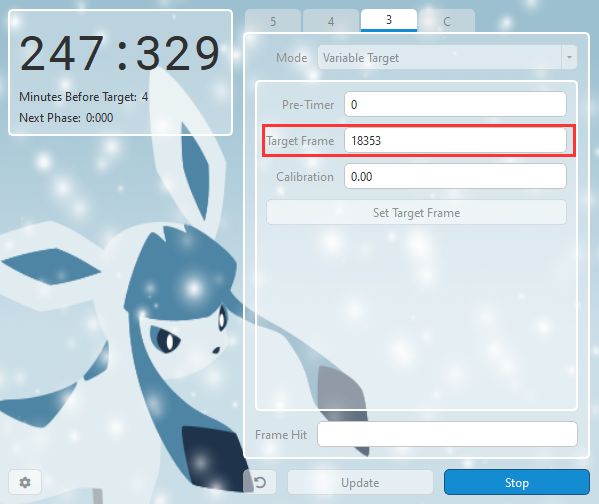 247:329
Minutes Before Target: 4
Next Phase: 0:000
5 4 3 C
Mode Variable Target
Pre-Timer 0
Target Frame 18353
Calibration 0.00
Set Target Frame
Frame Hit
Update Stop